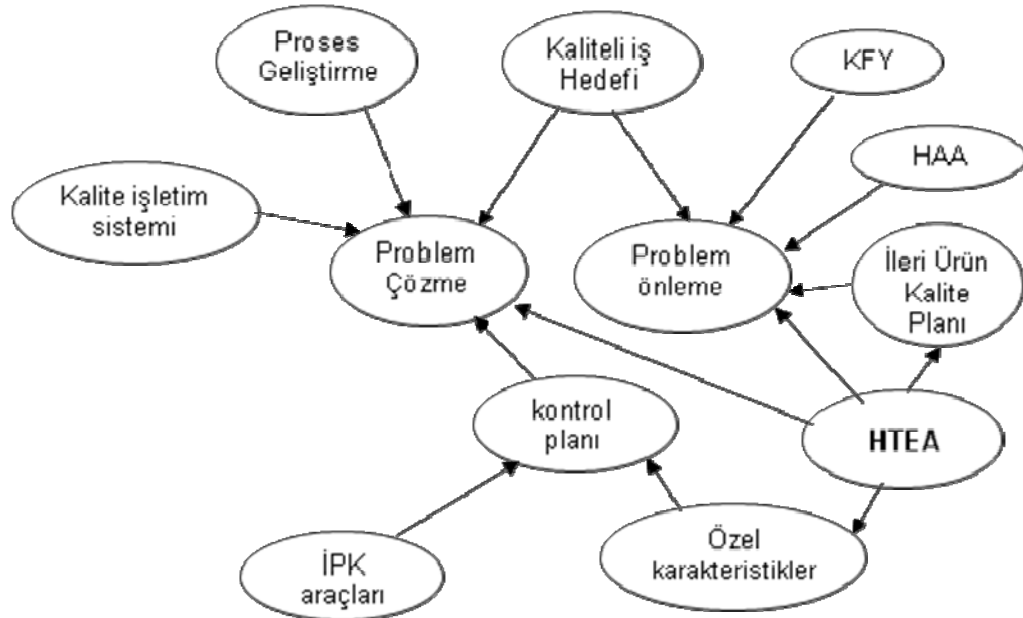 Proses
Geliştirme
Kaliteli iş
Hedefi
KFY
HAA
Kalite işletim
sistemi
Problem
Çözme
Problem
önleme
İleri Ürün
Kalite
Planı
kontrol
planı
HTEA
İPK
araçları
Özel
karakteristikler